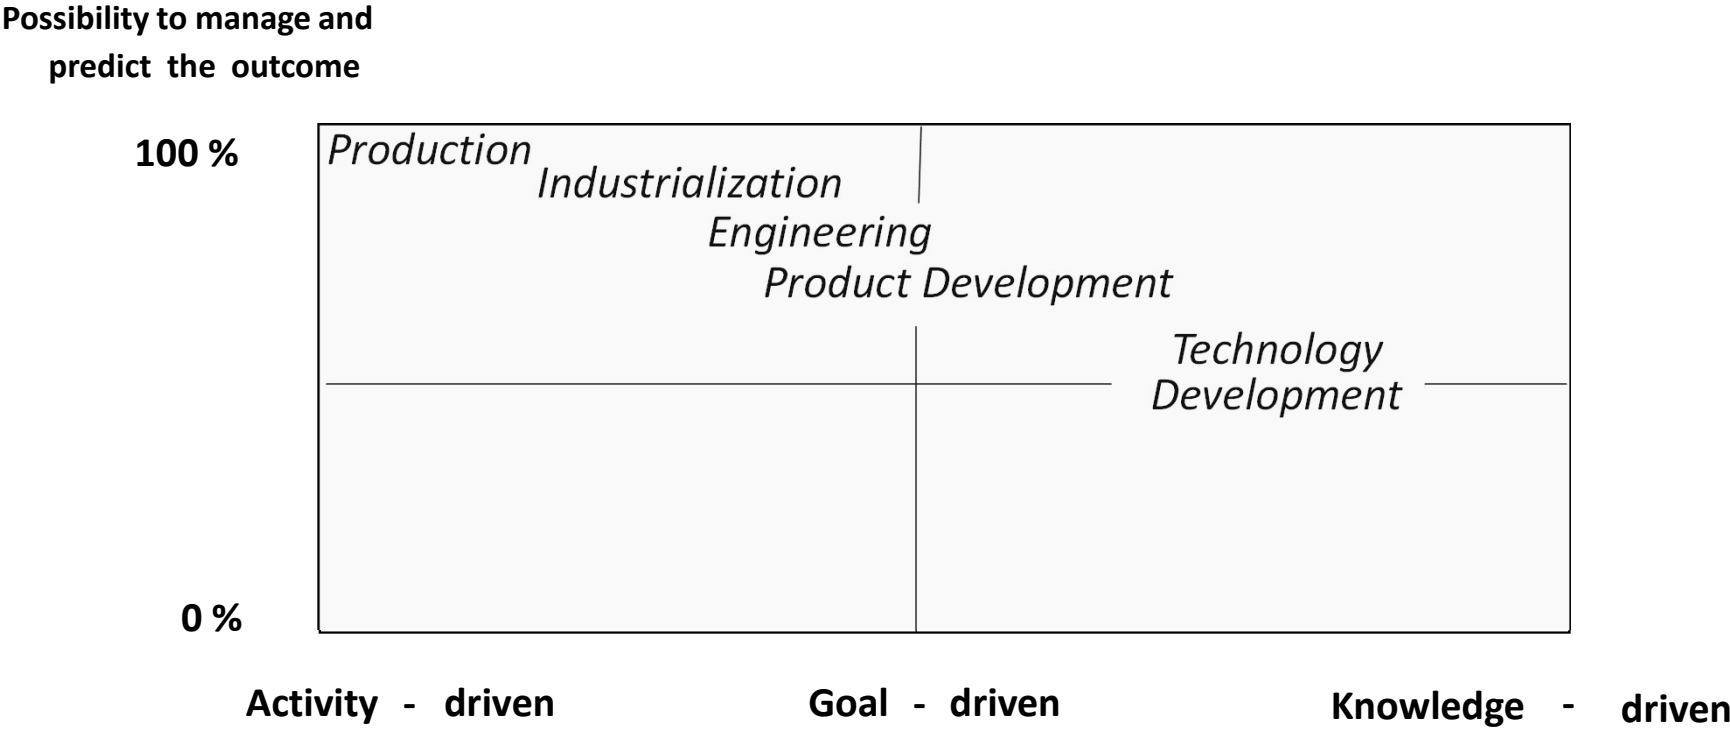 Possibility to manage and
predict the outcome
100 %
Production
Industrialization
Engineering
Product Development
Technology
Development
0 %
Activity - driven
Goal - driven
Knowledge - driven